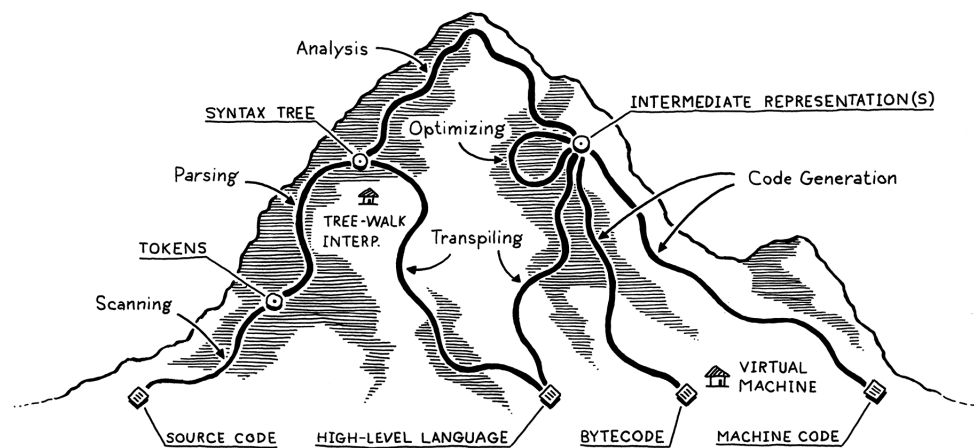 Analysis
SYNTAX TREE
Optimizing
INTERMEDIATE REPRESENTATION(S)
Parsing
Code Generation
TREE-WALK
INTERP.
TOKENS
Transpiling
Scanning
VIRTUAL
MACHINE
SOURCE CODE
HIGH-LEVEL LANGUAGE
BYTECODE
MACHINE CODE